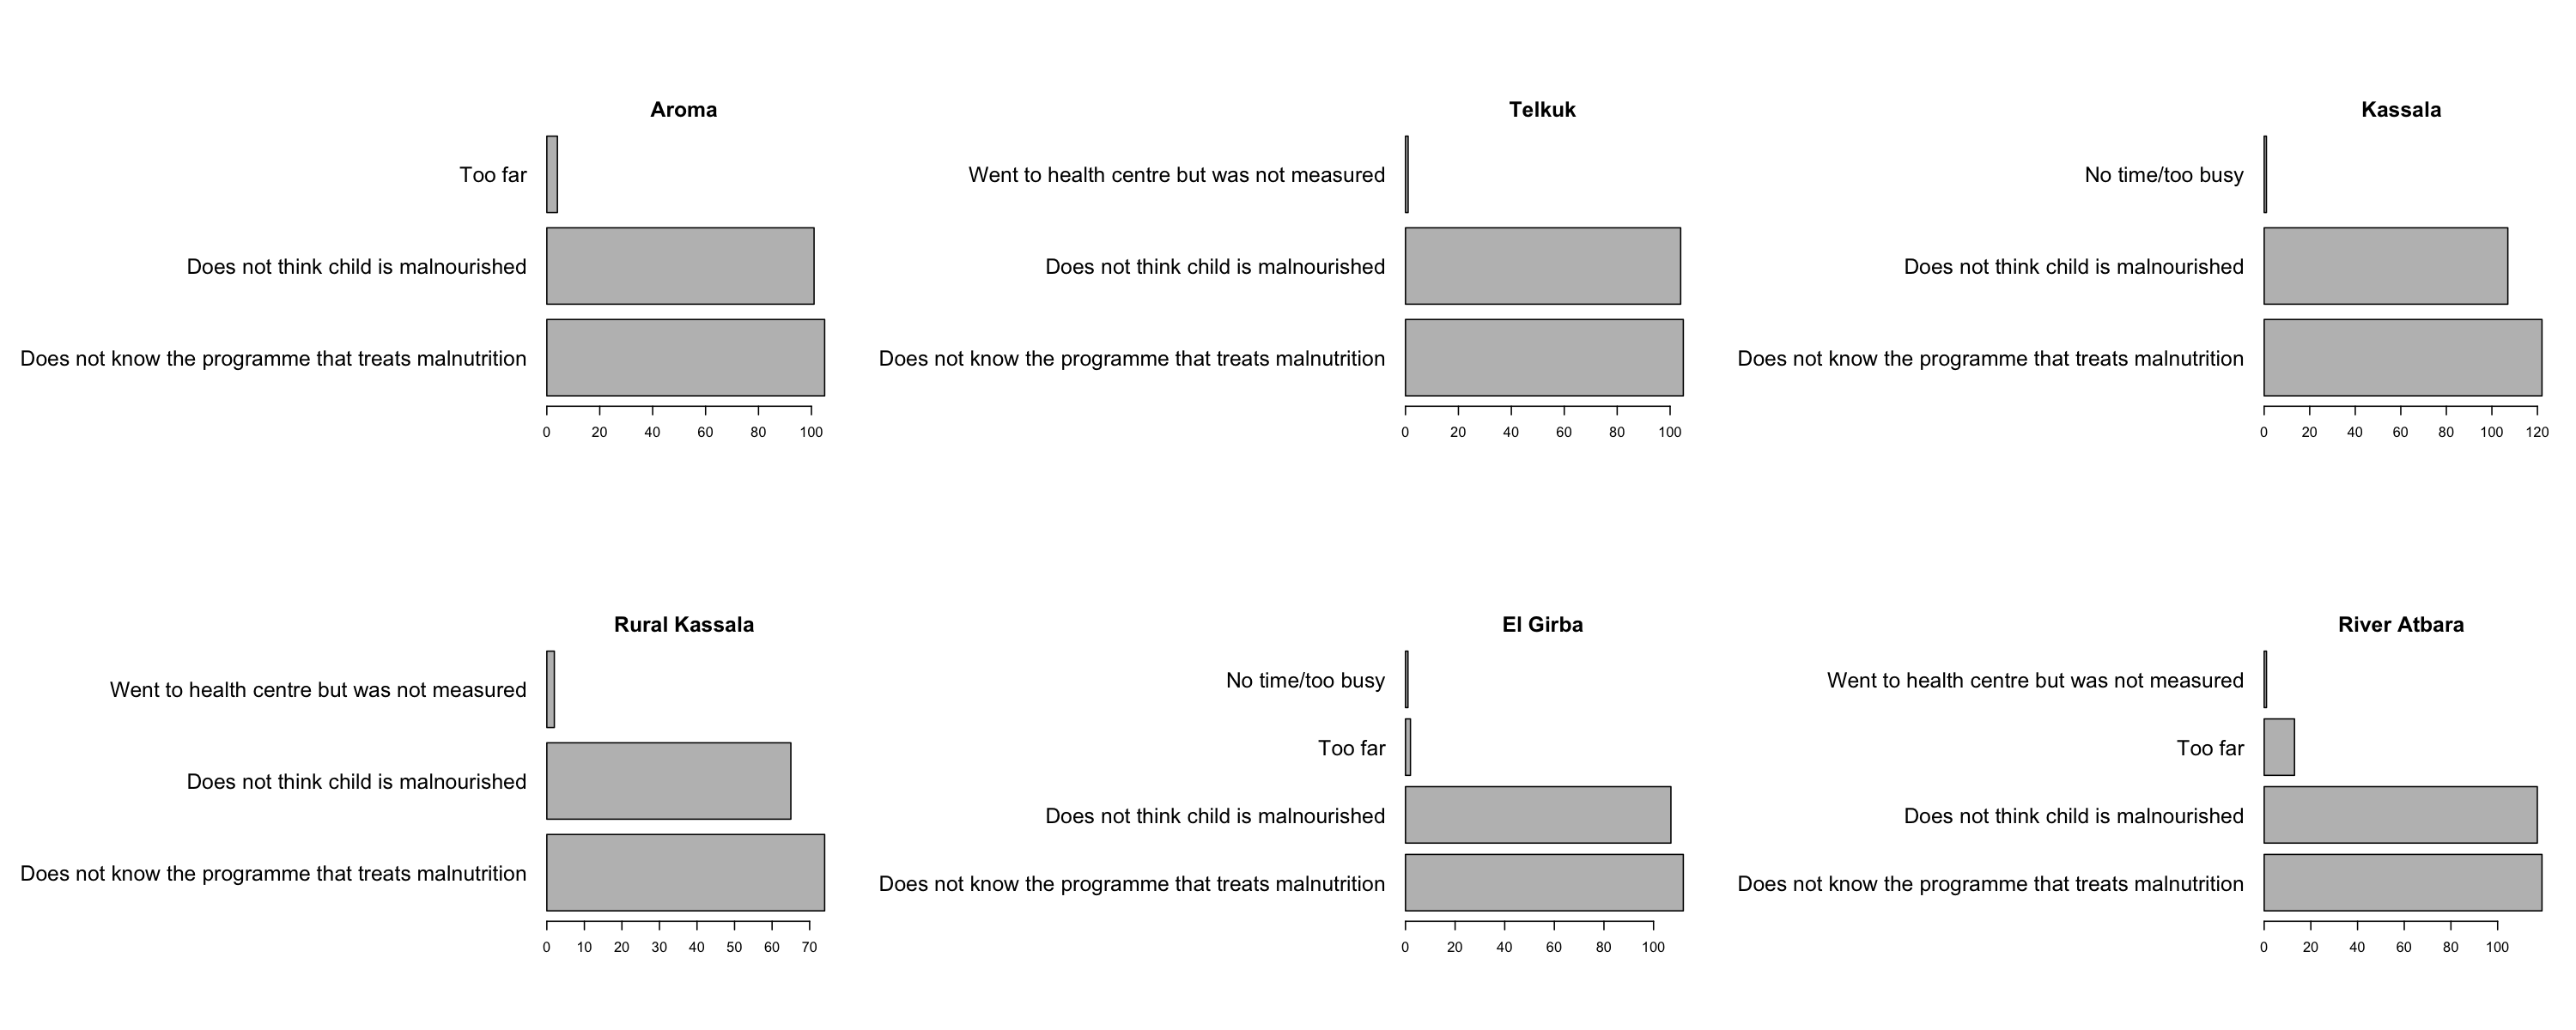 Aroma
Too far
Does not think child is malnourished
Does not know the programme that treats malnutrition
0 20 40 60 80 100
Telkuk
Went to health centre but was not measured
Does not think child is malnourished
Does not know the programme that treats malnutrition
0 20 40 60 80 100
Kassala
No time/too busy
Does not think child is malnourished
Does not know the programme that treats malnutrition
0 20 40 60 80 100 120
Rural Kassala
Went to health centre but was not measured
Does not think child is malnourished
Does not know the programme that treats malnutrition
0 10 20 30 40 50 60 70
El Girba
No time/too busy
Too far
Does not think child is malnourished
Does not know the programme that treats malnutrition
0 20 40 60 80 100
River Atbara
Went to health centre but was not measured
Too far
Does not think child is malnourished
Does not know the programme that treats malnutrition
0 20 40 60 80 100